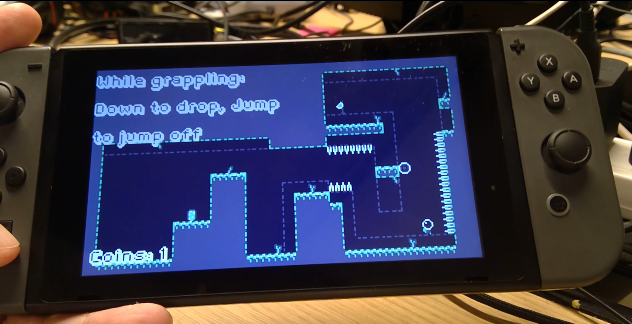 While grappling:
Down to drop, Jump
to jump off
Coins: 1
X
Y
A
B